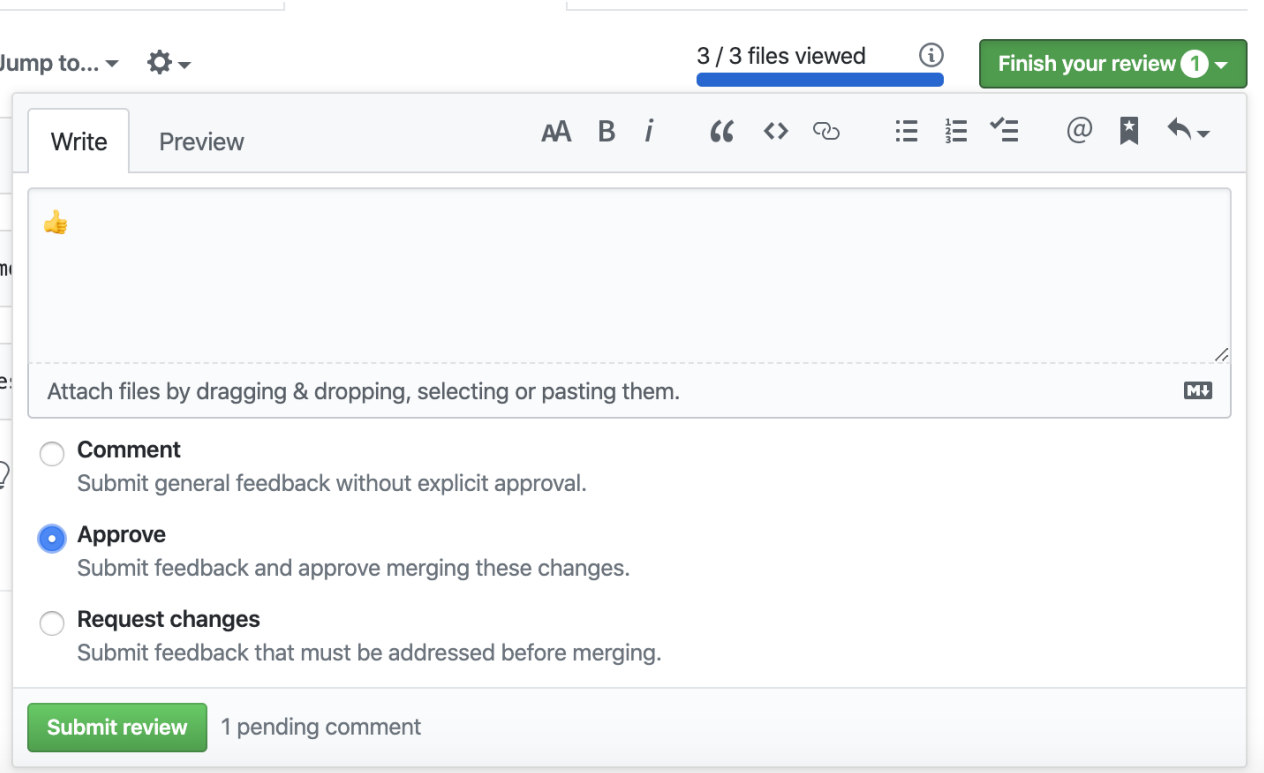 Jump to...
3 / 3 files viewed
Finish your review 1
Write
Preview
AA B i
@
👍
Attach files by dragging & dropping, selecting or pasting them.
M↓
Comment
Submit general feedback without explicit approval.
Approve
Submit feedback and approve merging these changes.
Request changes
Submit feedback that must be addressed before merging.
Submit review
1 pending comment